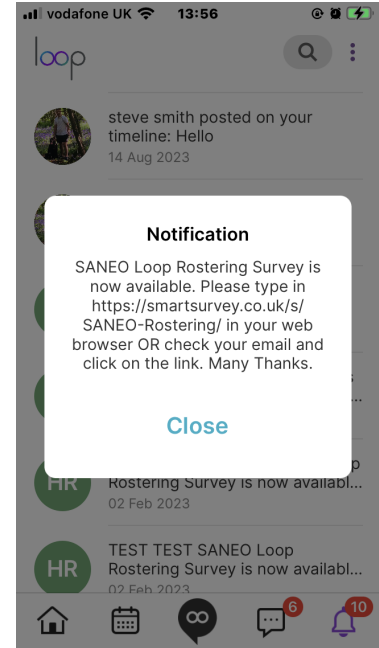 vodafone UK 13:56
loop
steve smith posted on your
timeline: Hello
14 Aug 2023
Notification
SANEO Loop Rostering Survey is
now available. Please type in
https://smartsurvey.co.uk/s/
SANEO-Rostering/ in your web
browser OR check your email and
click on the link. Many Thanks.
Close
HR
Rostering Survey is now availabl...
02 Feb 2023
HR
TEST TEST SANEO Loop
Rostering Survey is now availabl...
02 Feb 2023
6
10